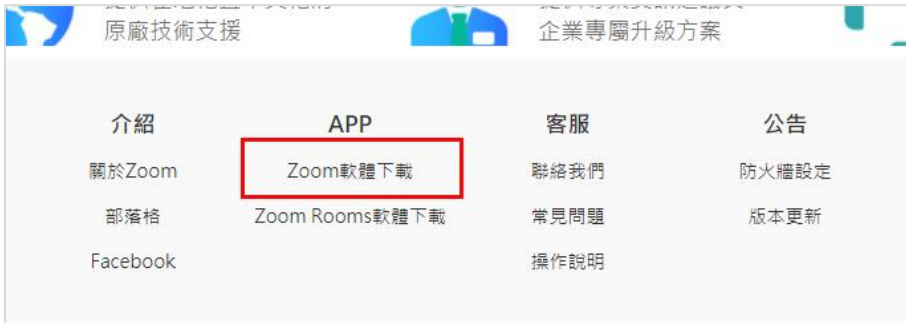 原廠技術支援
企業專屬升級方案
介紹
APP
客服
公告
關於Zoom
Zoom軟體下載
聯絡我們
防火牆設定
部落格
Zoom Rooms軟體下載
常見問題
版本更新
Facebook
操作說明